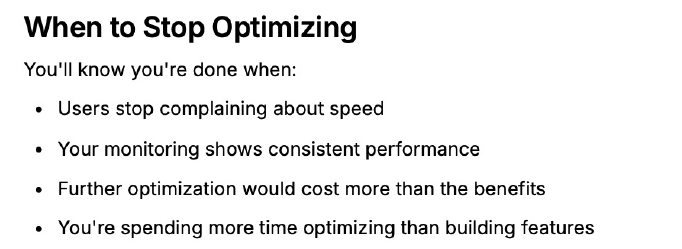 When to Stop Optimizing
You'll know you're done when:
• Users stop complaining about speed
• Your monitoring shows consistent performance
• Further optimization would cost more than the benefits
• You're spending more time optimizing than building features